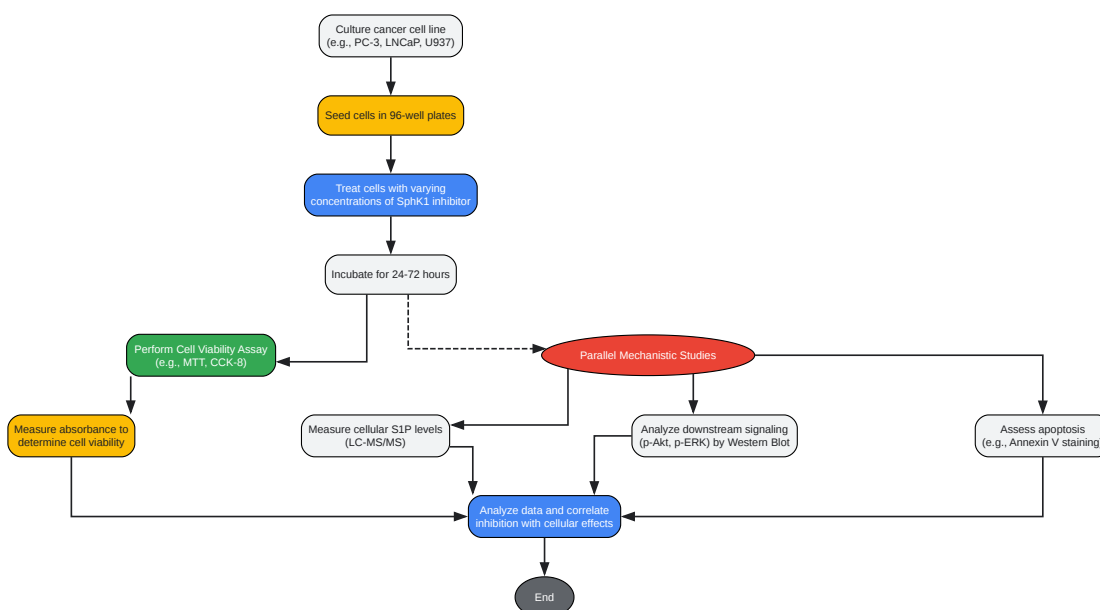 Culture cancer cell line
(e.g., PC-3, LNCaP, U937)
Seed cells in 96-well plates
Treat cells with varying
concentrations of SphK1 inhibitor
Incubate for 24-72 hours
Perform Cell Viability Assay
(e.g., MTT, CCK-8)
Parallel Mechanistic Studies
Measure absorbance to
determine cell viability
Measure cellular S1P levels
(LC-MS/MS)
Analyze downstream signaling
(p-Akt, p-ERK) by Western Blot
Assess apoptosis
(e.g., Annexin V staining)
Analyze data and correlate
inhibition with cellular effects
End